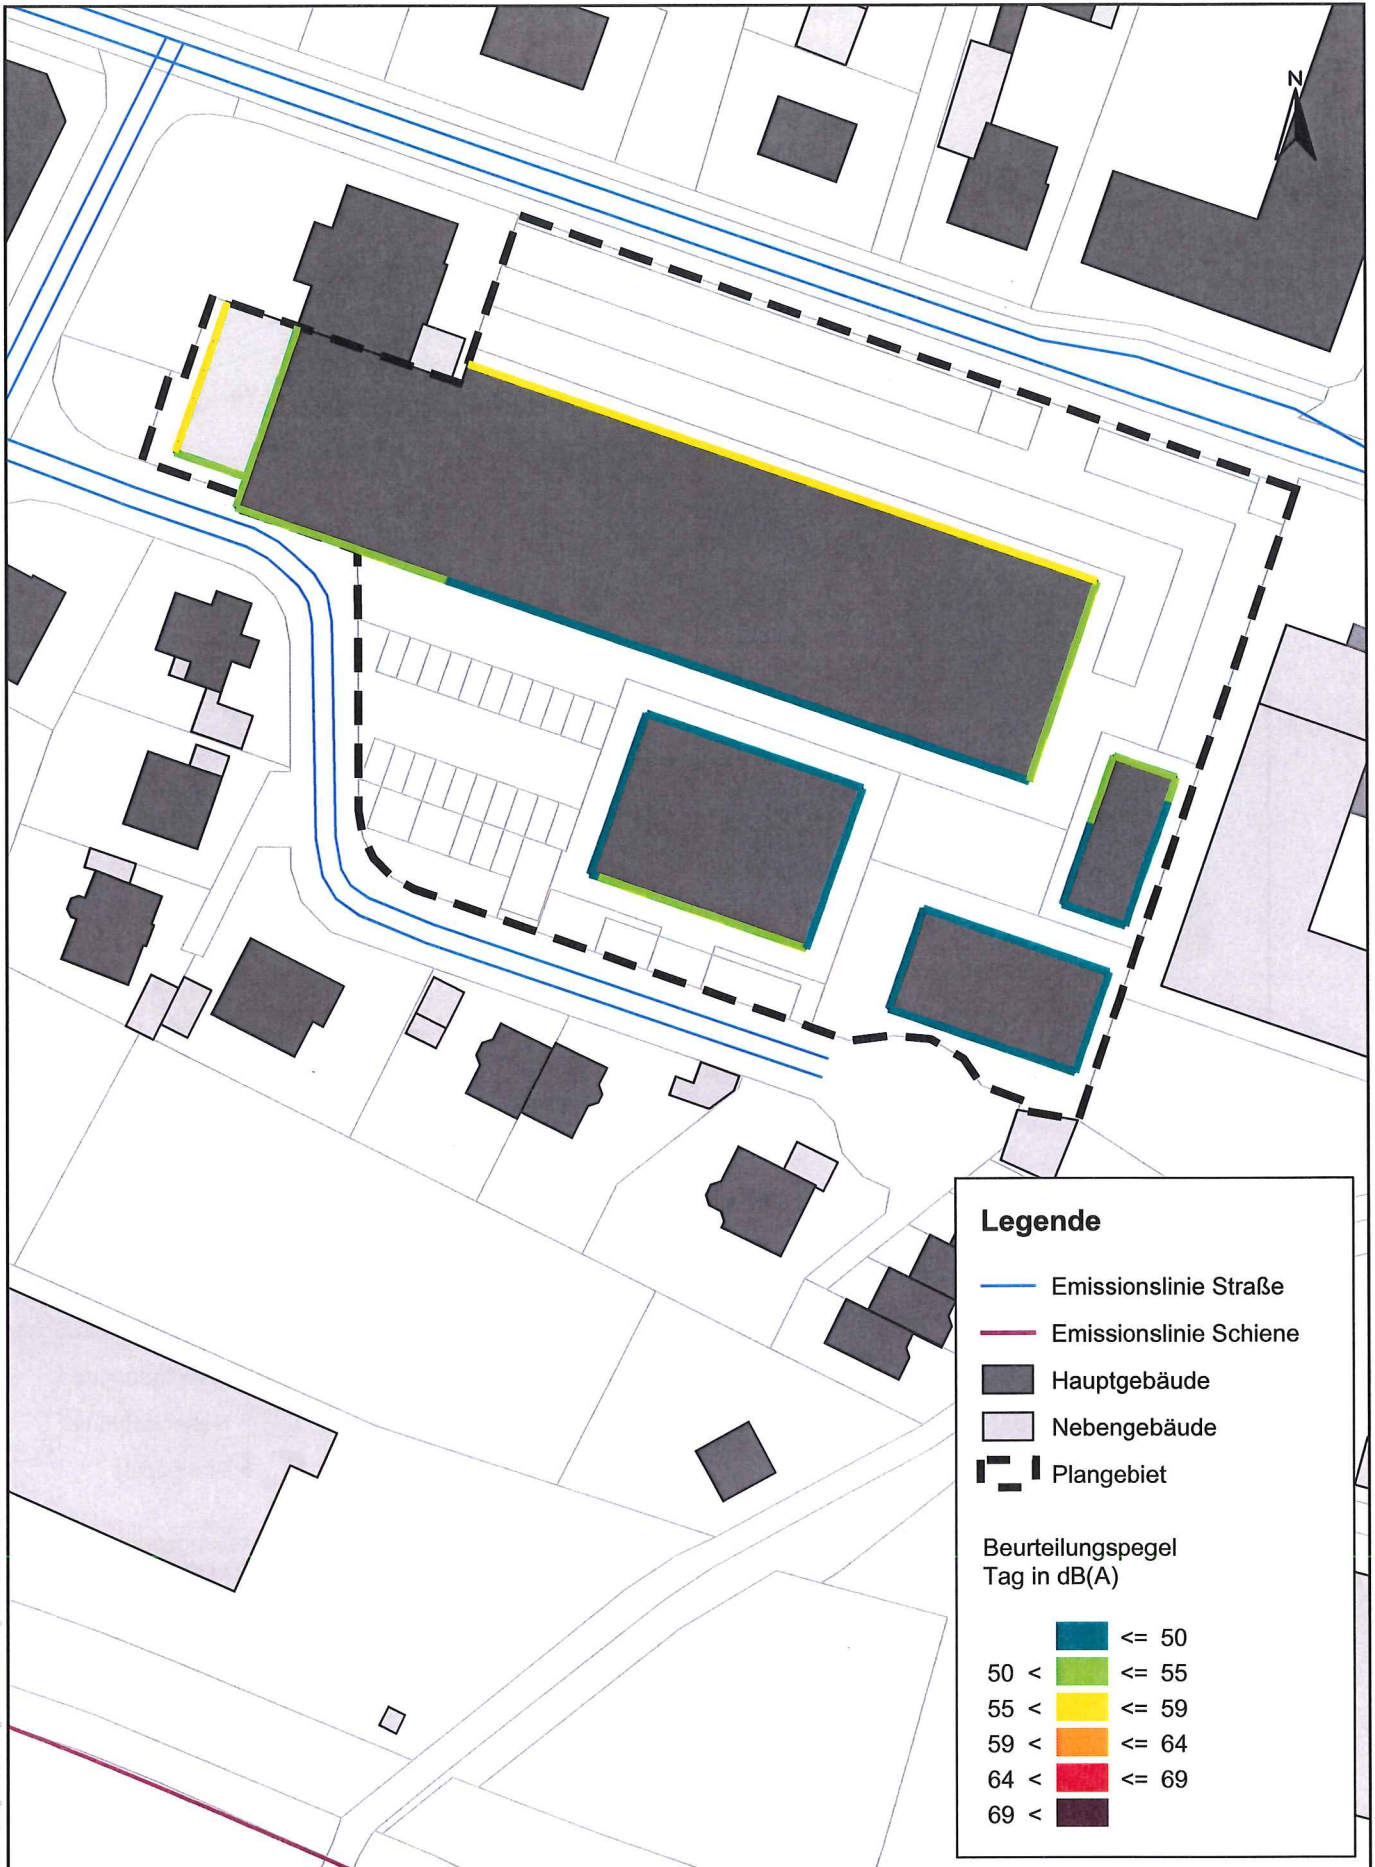 N
Legende
Emissionslinie Straße
Emissionslinie Schiene
Hauptgebäude
Nebengebäude
Plangebiet
Beurteilungspegel
Tag in dB(A)
<= 50
50 < <= 55
55 < <= 59
59 < <= 64
64 < <= 69
69 <